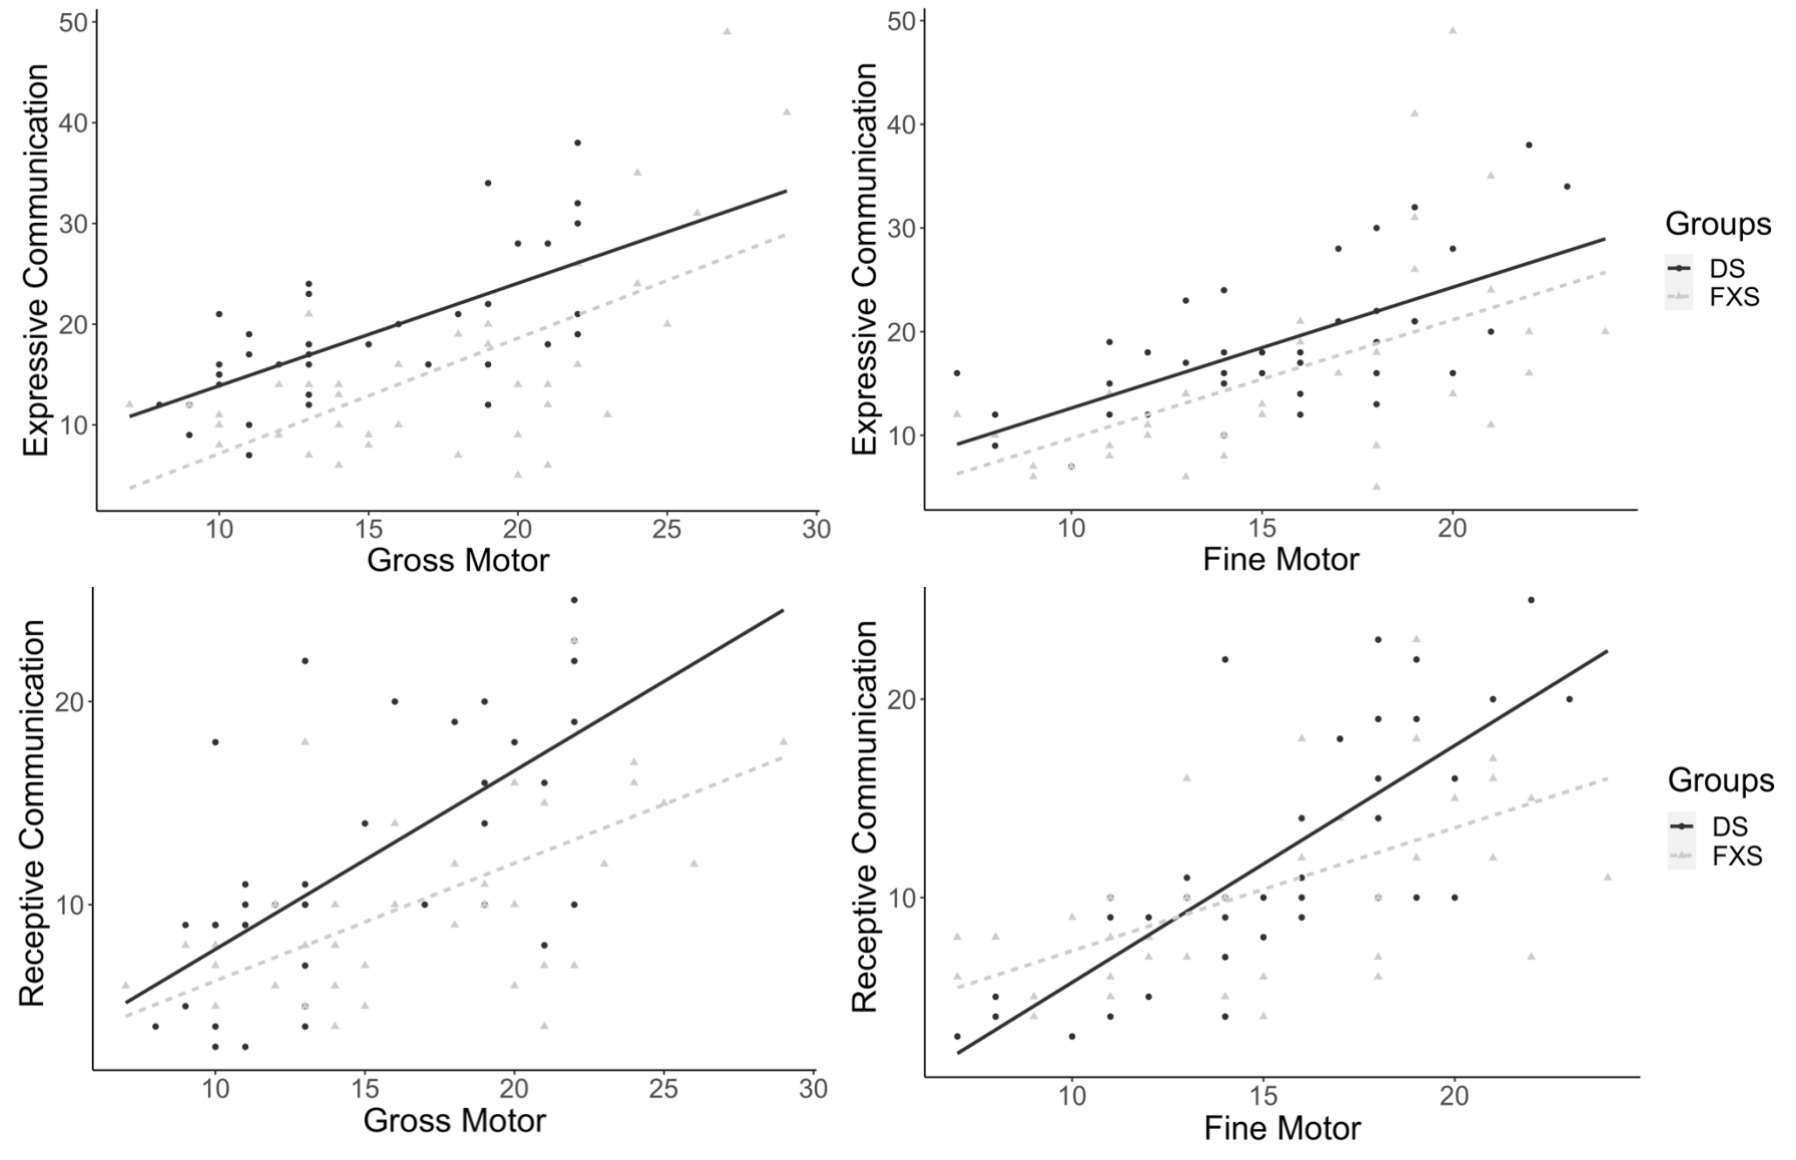 Expressive Communication
50
40
30
20
10
10 15 20 25 30
Gross Motor
Expressive Communication
50
40
30
20
10
10 15 20
Fine Motor
Groups
DS
FXS
Receptive Communication
20
10
10 15 20 25 30
Gross Motor
Receptive Communication
20
10
10 15 20
Fine Motor
Groups
DS
FXS